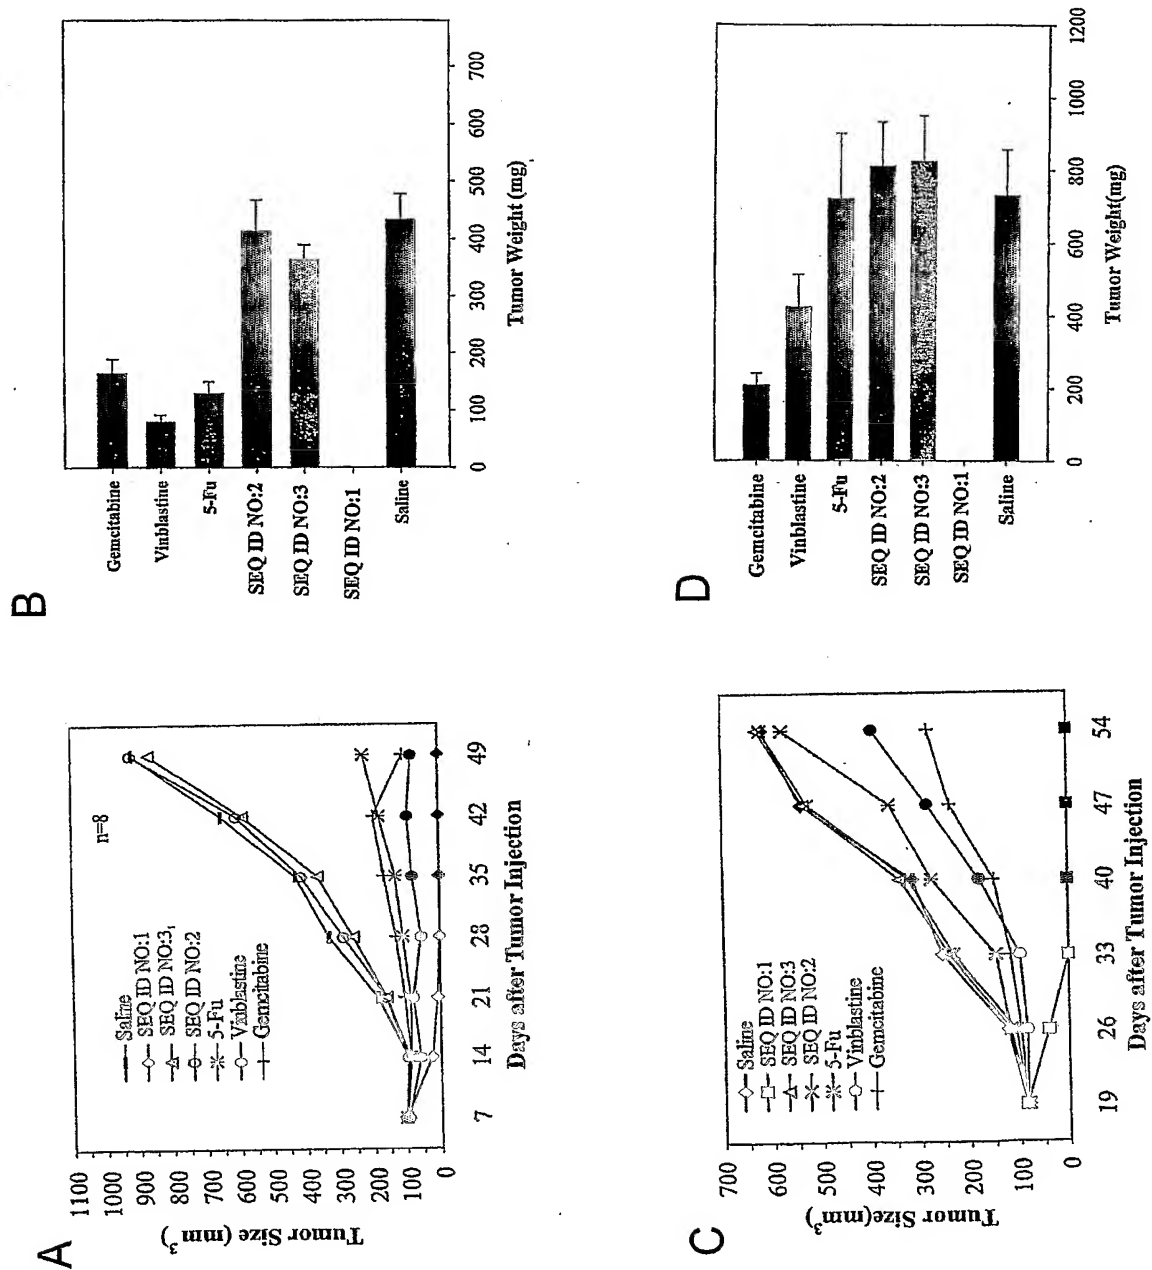 A
Tumor Size (mm³)
1100
1000
900
800
700
600
500
400
300
200
100
0
n=8
Saline
SEQ ID NO:1
SEQ ID NO:3
SEQ ID NO:2
5-Fu
Vinblastine
Gemcitabine
7 14 21 28 35 42 49
Days after Tumor Injection
B
Gemcitabine
Vinblastine
5-Fu
SEQ ID NO:2
SEQ ID NO:3
SEQ ID NO:1
Saline
0 100 200 300 400 500 600 700
Tumor Weight (mg)
C
Tumor Size(mm³)
700
600
500
400
300
200
100
0
Saline
SEQ ID NO:1
SEQ ID NO:3
SEQ ID NO:2
5-Fu
Vinblastine
Gemcitabine
19 26 33 40 47 54
Days after Tumor Injection
D
Gemcitabine
Vinblastine
5-Fu
SEQ ID NO:2
SEQ ID NO:3
SEQ ID NO:1
Saline
0 200 400 600 800 1000 1200
Tumor Weight(mg)